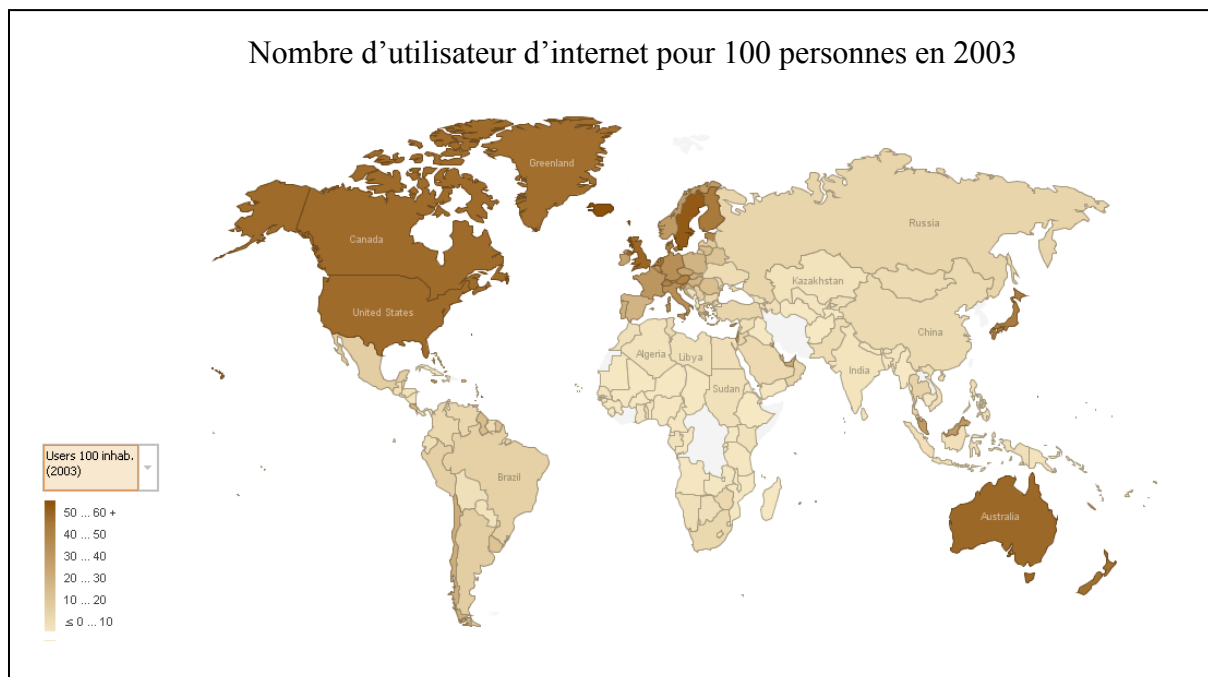 Nombre d’utilisateur d’internet pour 100 personnes en 2003
Greenland
Canada
United States
Russia
Kazakhstan
China
Algeria
Libya
India
Sudan
Brazil
Australia
Users 100 inhab.
(2003)
50 ... 60 +
40 ... 50
30 ... 40
20 ... 30
10 ... 20
≤ 0 ... 10